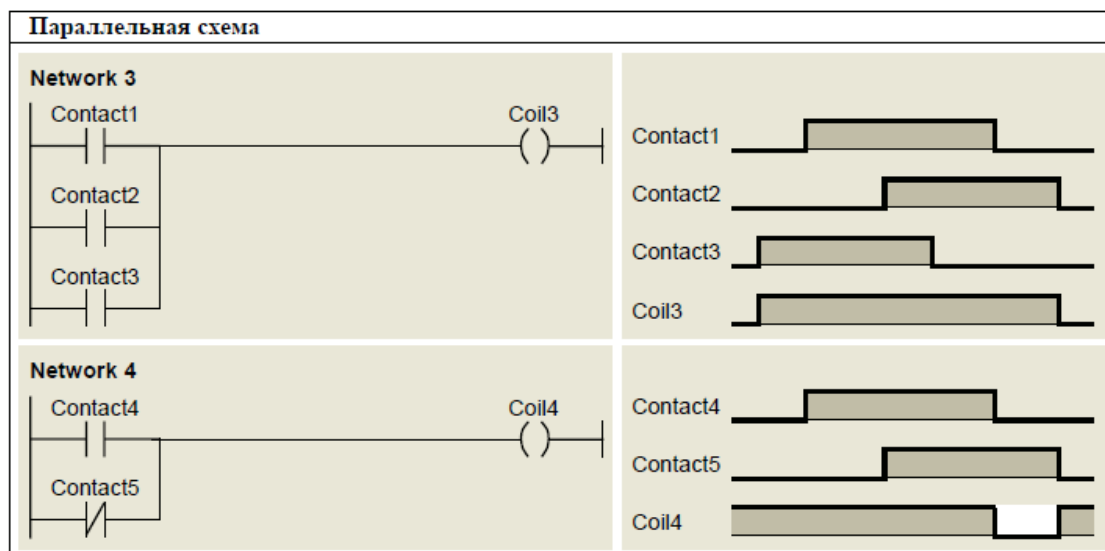 Параллельная схема
Network 3
Contact1
Coil3
Contact2
Contact3
Contact1
Contact2
Contact3
Coil3
Network 4
Contact4
Coil4
Contact5
Contact4
Contact5
Coil4